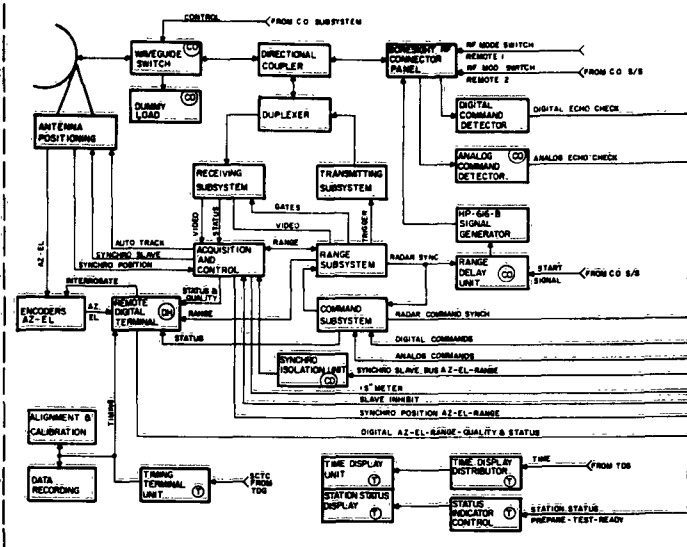 CONTROL
FROM C O SUBSYSTEM
WAVEGUIDE
SWITCH
CO
DIRECTIONAL
COUPLER
BORESIGHT RF
CONNECTOR
PANEL
RF MODE SWITCH
REMOTE 1
RF MOD SWITCH
REMOTE 2
FROM C O S/S
DUMMY
LOAD
CO
DUPLEXER
DIGITAL
COMMAND
DETECTOR
DIGITAL ECHO CHECK
ANTENNA
POSITIONING
ANALOG
COMMAND
DETECTOR.
CO
ANALOG ECHO CHECK
RECEIVING
SUBSYSTEM
TRANSMITTING
SUBSYSTEM
GATES
VIDEO
STATUS
VIDEO
TRIGGER
HP-616-B
SIGNAL
GENERATOR
AUTO TRACK
SYNCHRO SLAVE
SYNCHRO POSITION
ACQUISITION
AND
CONTROL
RANGE
RANGE
SUBSYSTEM
RADAR SYNC
RANGE
DELAY
UNIT
CO
START
SIGNAL
FROM C O S/S
AZ-EL
INTERROGATE
STATUS &
QUALITY
ENCODERS
AZ-EL
AZ
EL
REMOTE
DIGITAL
TERMINAL
DH
RANGE
COMMAND
SUBSYSTEM
RADAR COMMAND SYNCH
STATUS
DIGITAL COMMANDS
ANALOG COMMANDS
SYNCHRO
ISOLATION UNIT
CO
SYNCHRO SLAVE BUS AZ-EL-RANGE
"S" METER
SLAVE INHIBIT
SYNCHRO POSITION AZ-EL-RANGE
TIMING
ALIGNMENT &
CALIBRATION
DIGITAL AZ-EL-RANGE-QUALITY & STATUS
DATA
RECORDING
TIMING
TERMINAL
UNIT
T
SCTC
FROM
TDG
TIME DISPLAY
UNIT
T
TIME DISPLAY
DISTRIBUTOR
T
TIME
FROM TDS
STATION STATUS
DISPLAY
T
STATUS
INDICATOR
CONTROL
T
STATION STATUS
PREPARE-TEST-READY